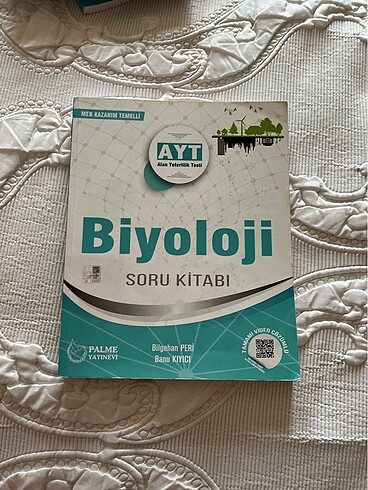 MEB KAZANIM TEMELLİ
AYT
Alan Yeterlilik Testi
Biyoloji
SORU KİTABI
Bilgehan PERİ
Banu KIYICI
PALME
YAYINEVİ
TAMAMI VİDEO ÇÖZÜMLÜ